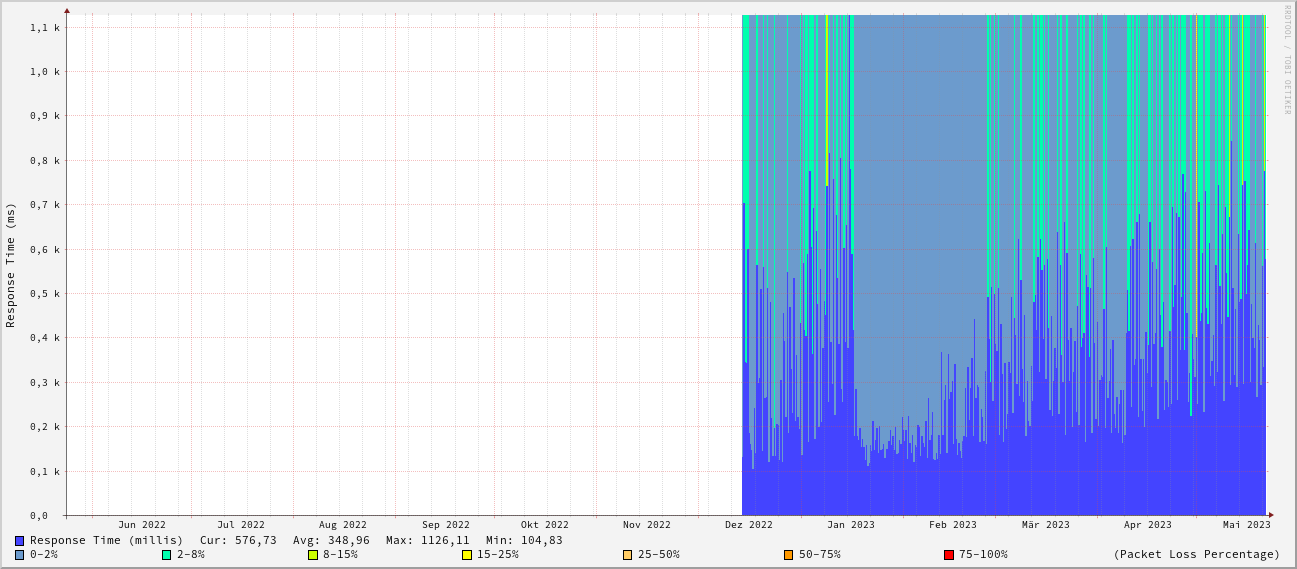 RRDTOOL / TOBI OETIKER
Response Time (ms)
1,1 k
1,0 k
0,9 k
0,8 k
0,7 k
0,6 k
0,5 k
0,4 k
0,3 k
0,2 k
0,1 k
0,0
Jun 2022 Jul 2022 Aug 2022 Sep 2022 Okt 2022 Nov 2022 Dez 2022 Jan 2023 Feb 2023 Mär 2023 Apr 2023 Mai 2023
Response Time (millis) Cur: 576,73 Avg: 348,96 Max: 1126,11 Min: 104,83
0-2% 2-8% 8-15% 15-25% 25-50% 50-75% 75-100% (Packet Loss Percentage)